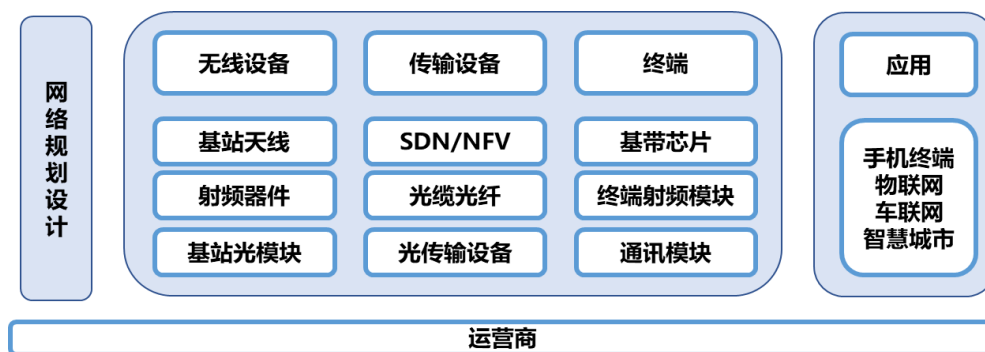 网络规划设计
无线设备
传输设备
终端
基站天线
SDN/NFV
基带芯片
射频器件
光缆光纤
终端射频模块
基站光模块
光传输设备
通讯模块
应用
手机终端
物联网
车联网
智慧城市
运营商